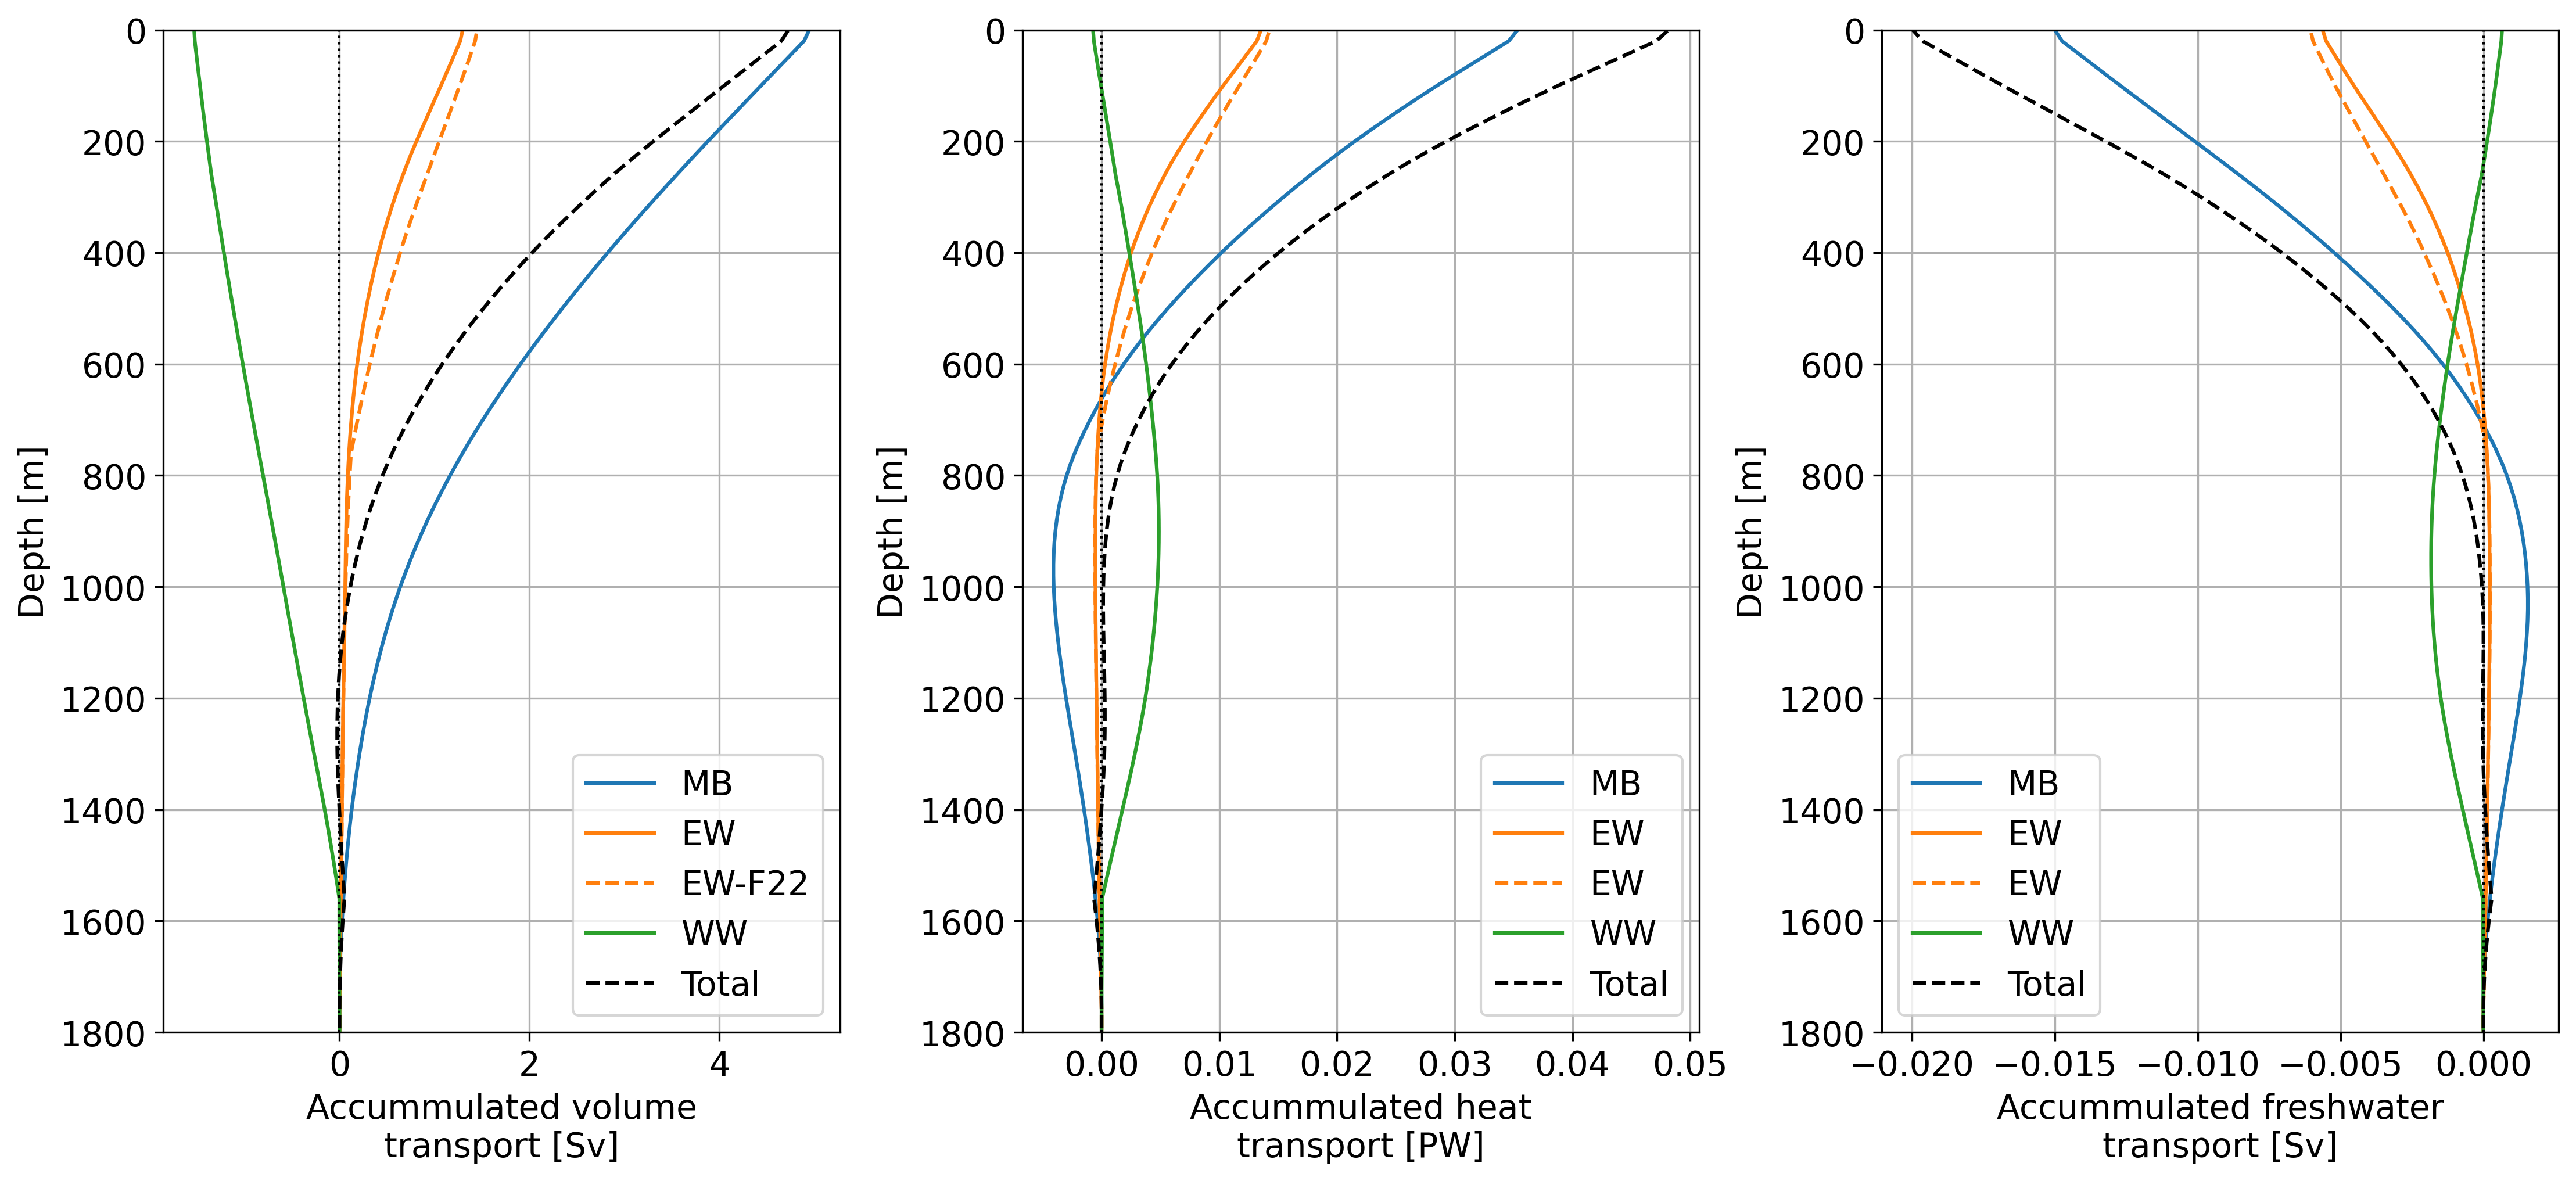 0
200
400
600
800
1000
1200
1400
1600
1800
Depth [m]
0
2
4
Accummulated volume
transport [Sv]
MB
EW
EW-F22
WW
Total
0
200
400
600
800
1000
1200
1400
1600
1800
Depth [m]
0.00
0.01
0.02
0.03
0.04
0.05
Accummulated heat
transport [PW]
MB
EW
EW
WW
Total
0
200
400
600
800
1000
1200
1400
1600
1800
Depth [m]
−0.020
−0.015
−0.010
−0.005
0.000
Accummulated freshwater
transport [Sv]
MB
EW
EW
WW
Total